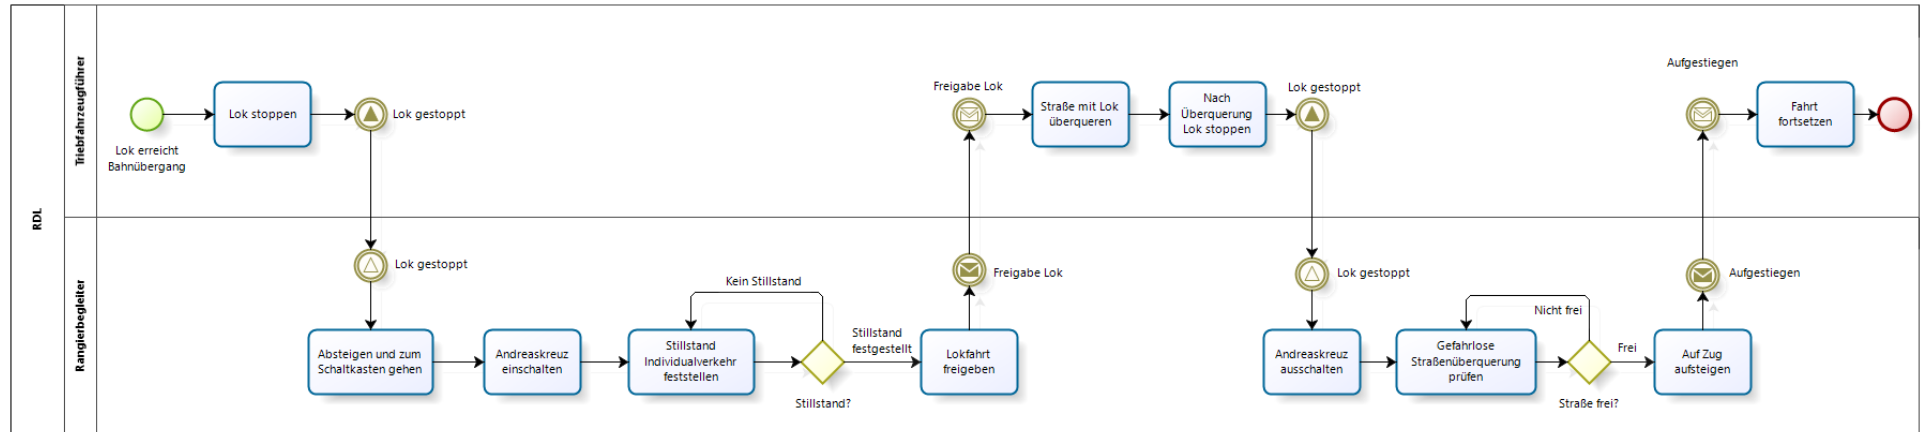 RDL
Triebfahrzeugführer
Lok erreicht
Bahnübergang
Lok stoppen
Lok gestoppt
Freigabe Lok
Straße mit Lok
überqueren
Nach
Überquerung
Lok stoppen
Lok gestoppt
Aufgestiegen
Fahrt
fortsetzen
Rangierbegleiter
Lok gestoppt
Absteigen und zum
Schaltkasten gehen
Andreaskreuz
einschalten
Kein Stillstand
Stillstand
Individualverkehr
feststellen
Stillstand?
Stillstand
festgestellt
Freigabe Lok
Lokfahrt
freigeben
Lok gestoppt
Andreaskreuz
ausschalten
Nicht frei
Gefahrlose
Straßenüberquerung
prüfen
Straße frei?
Frei
Aufgestiegen
Auf Zug
aufsteigen